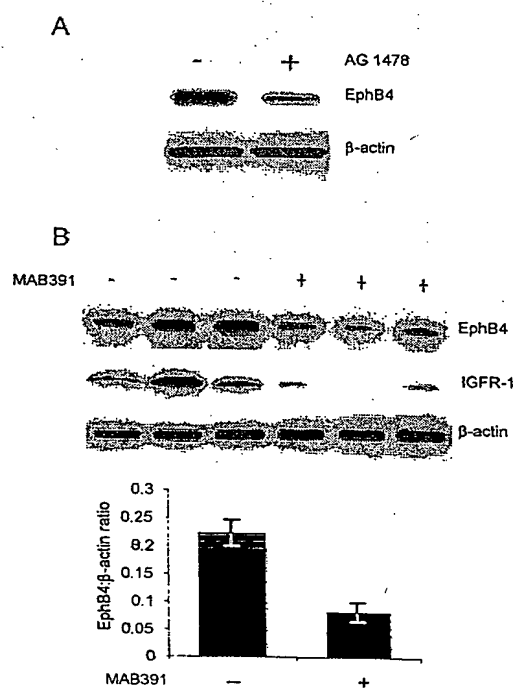 A
- + AG 1478
EphB4
β-actin
B
MAB391 - - - + + +
EphB4
IGFR-1
β-actin
EphB4:β-actin ratio
0.3
0.25
0.2
0.15
0.1
0.05
0
MAB391 - +